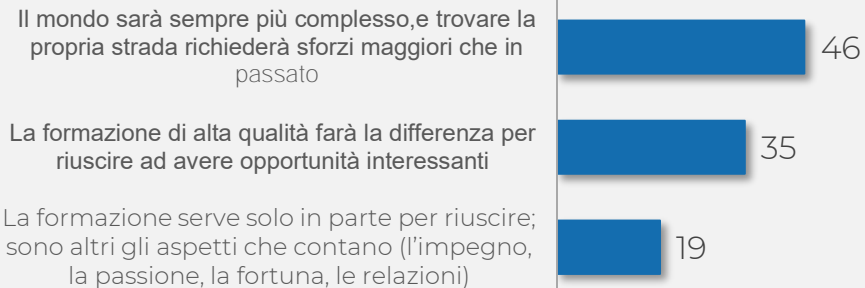 Il mondo sarà sempre più complesso,e trovare la
propria strada richiederà sforzi maggiori che in
passato
46
La formazione di alta qualità farà la differenza per
riuscire ad avere opportunità interessanti
35
La formazione serve solo in parte per riuscire;
sono altri gli aspetti che contano (l’impegno,
la passione, la fortuna, le relazioni)
19